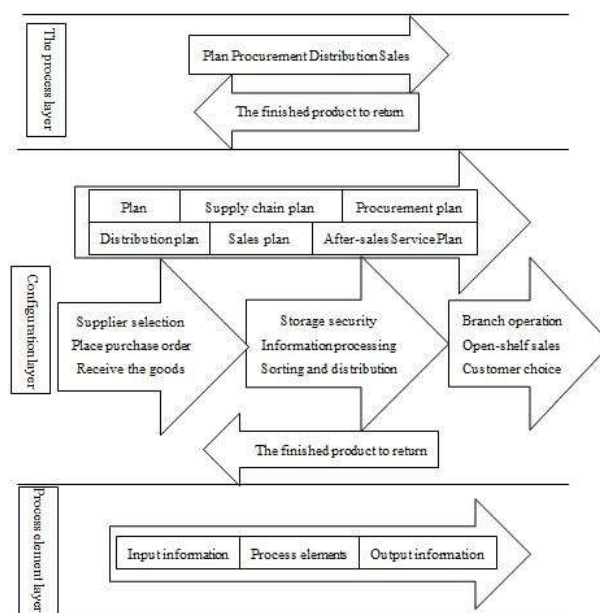 The process layer
Plan Procurement Distribution Sales
The finished product to return
Configuration layer
Plan
Supply chain plan
Procurement plan
Distribution plan
Sales plan
After-sales Service Plan
Supplier selection
Place purchase order
Receive the goods
Storage security
Information processing
Sorting and distribution
Branch operation
Open-shelf sales
Customer choice
The finished product to return
Process element layer
Input information
Process elements
Output information